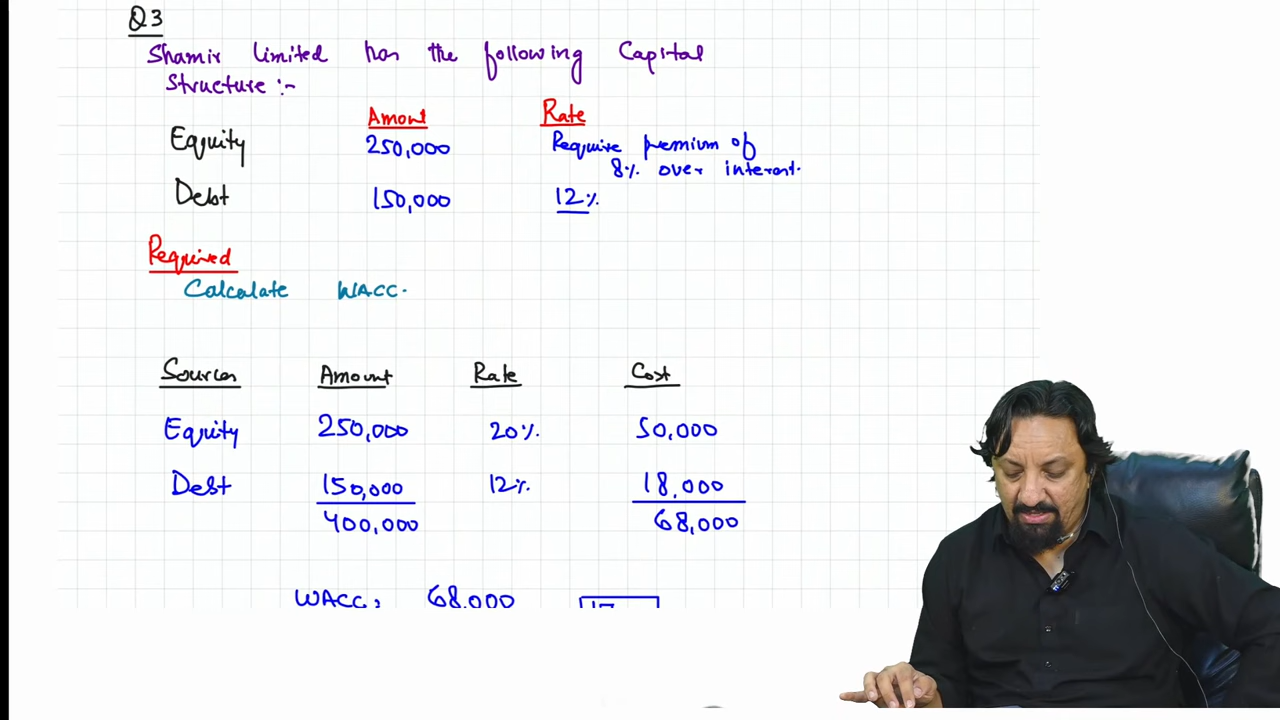 Q3
Shamir Limited has the following Capital
Structure :-
Amount Rate
Equity 250,000 Require premium of
8% over interest.
Debt 150,000 12%
Required
Calculate WACC.
Sources Amount Rate Cost
Equity 250,000 20% 50,000
Debt 150,000 12% 18,000
400,000 68,000
WACC = 68,000 17